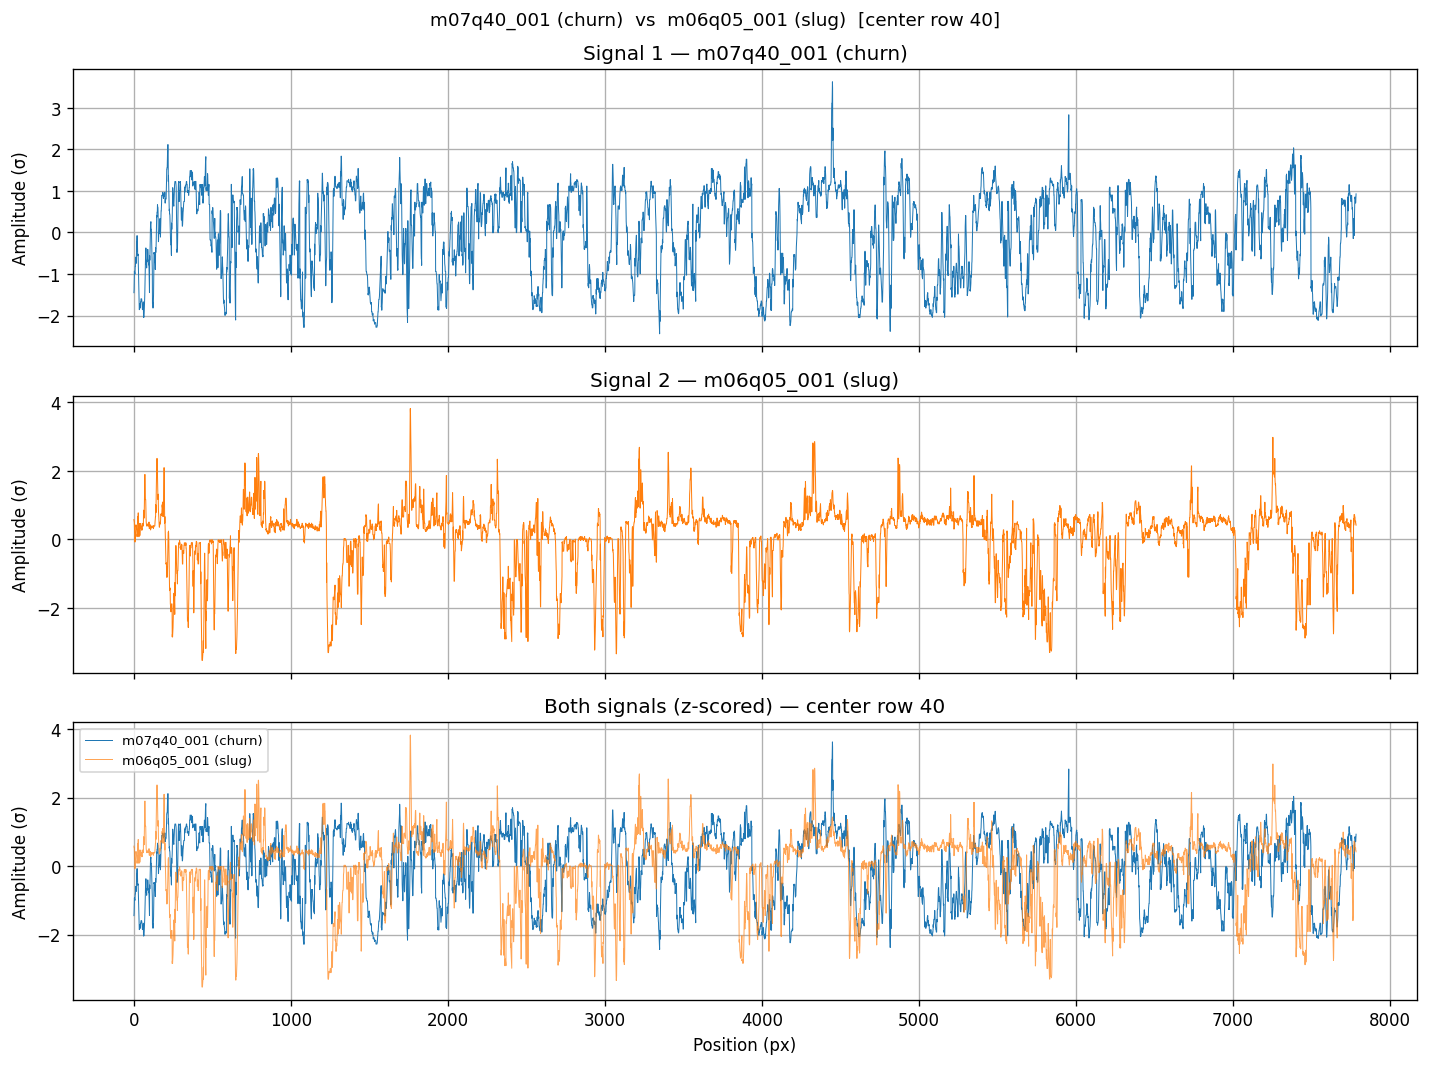 m07q40_001 (churn)  vs  m06q05_001 (slug)  [center row 40]
Signal 1 — m07q40_001 (churn)
Amplitude (σ)
3
2
1
0
−1
−2
Signal 2 — m06q05_001 (slug)
Amplitude (σ)
4
2
0
−2
Both signals (z-scored) — center row 40
Amplitude (σ)
4
2
0
−2
m07q40_001 (churn)
m06q05_001 (slug)
0 1000 2000 3000 4000 5000 6000 7000 8000
Position (px)